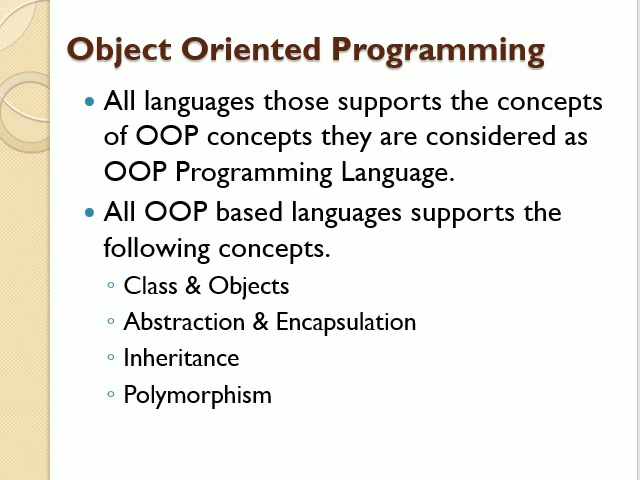 Object Oriented Programming
• All languages those supports the concepts
of OOP concepts they are considered as
OOP Programming Language.
• All OOP based languages supports the
following concepts.
◦ Class & Objects
◦ Abstraction & Encapsulation
◦ Inheritance
◦ Polymorphism